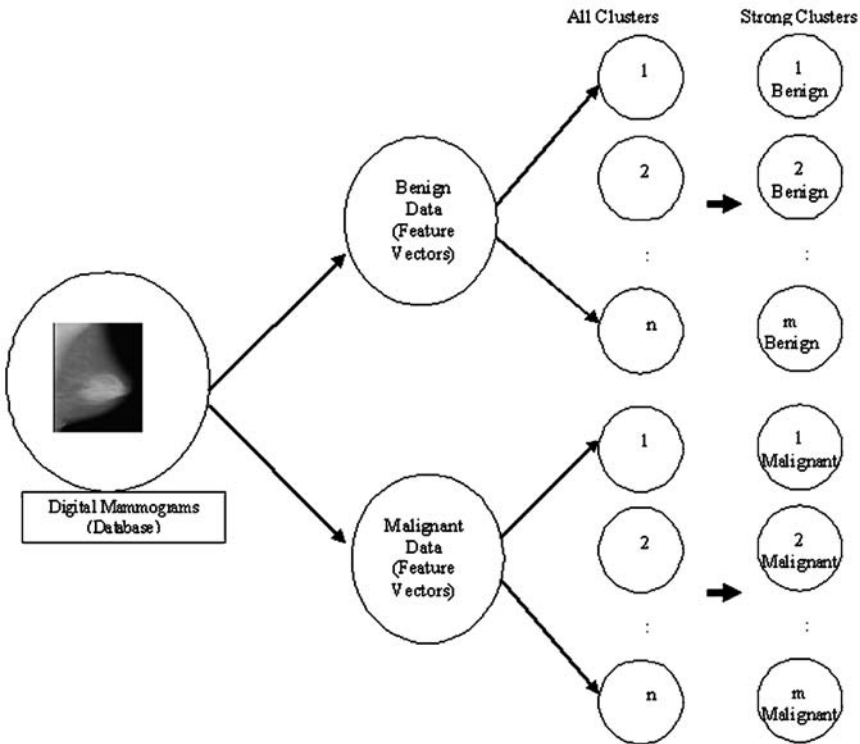 All Clusters
Strong Clusters
1
1
Benign
2
2
Benign
Benign
Data
(Feature
Vectors)
:
:
n
m
Benign
1
1
Malignant
Digital Mammograms
(Database)
Malignant
Data
(Feature
Vectors)
2
2
Malignant
:
:
n
m
Malignant